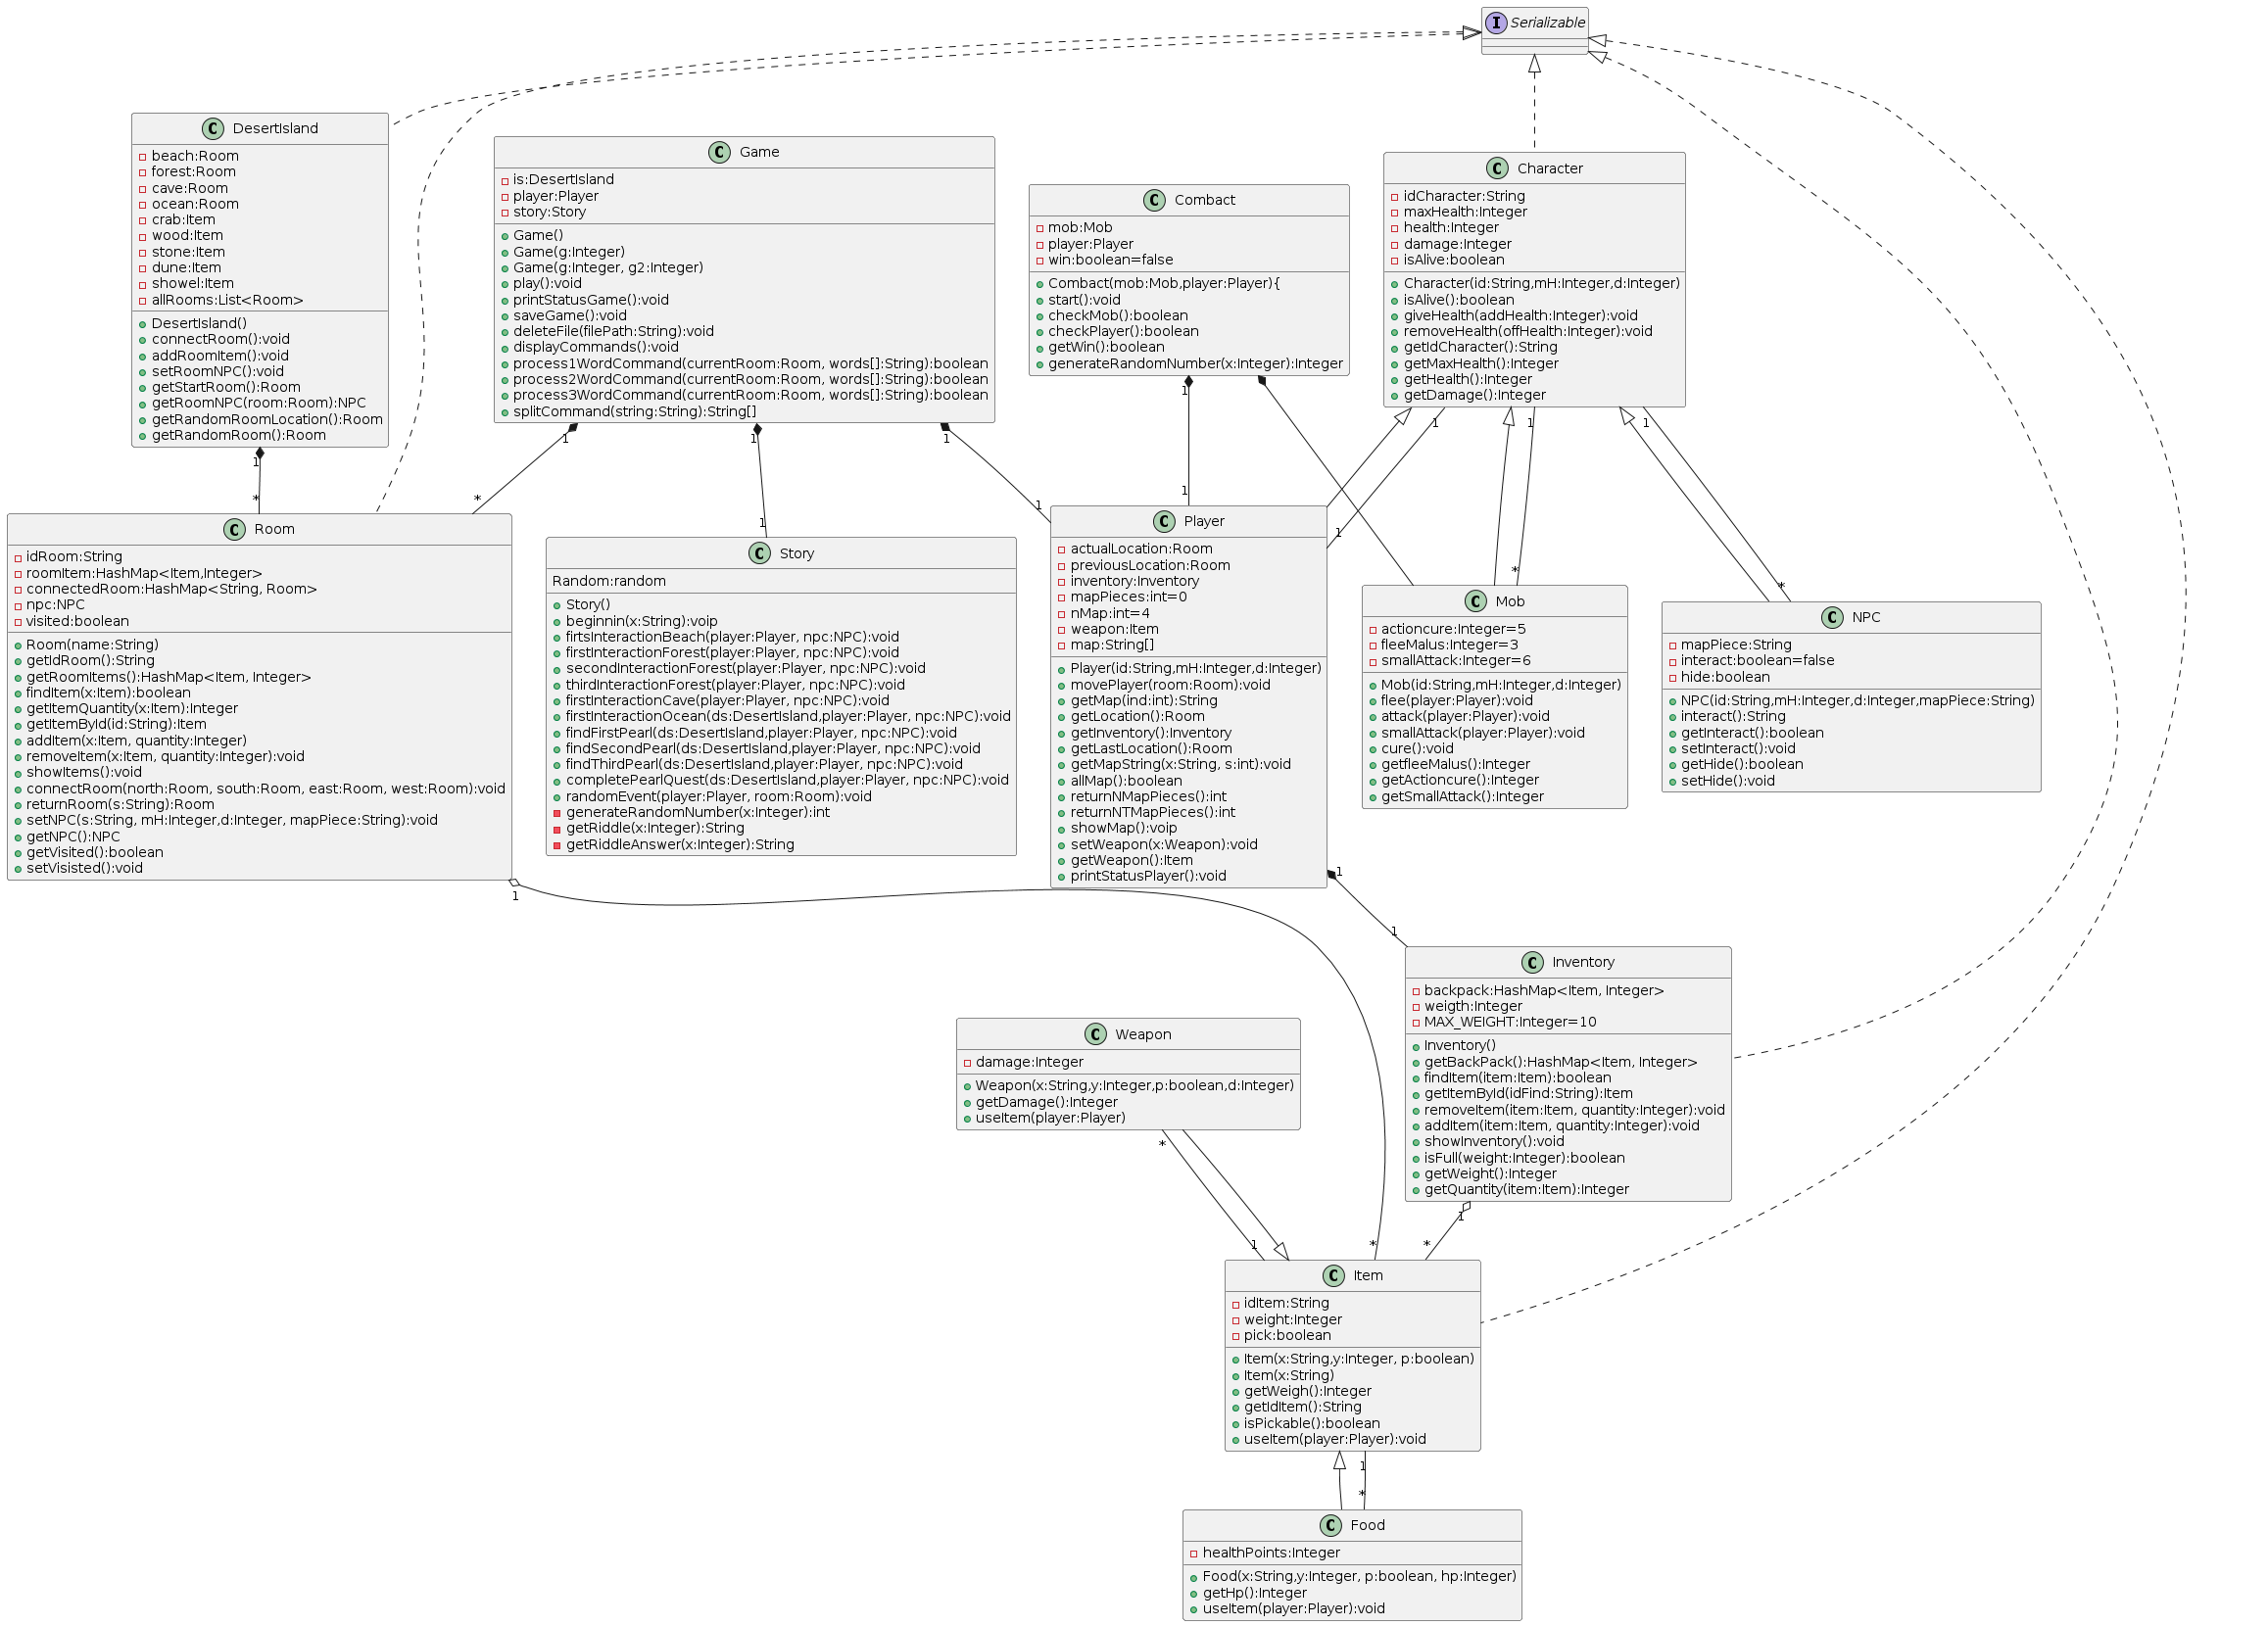 Serializable
DesertIsland
beach:Room
forest:Room
cave:Room
ocean:Room
crab:Item
wood:Item
stone:Item
dune:Item
showel:Item
allRooms:List<Room>
DesertIsland()
connectRoom():void
addRoomItem():void
setRoomNPC():void
getStartRoom():Room
getRoomNPC(room:Room):NPC
getRandomRoomLocation():Room
getRandomRoom():Room
Game
is:DesertIsland
player:Player
story:Story
Game()
Game(g:Integer)
Game(g:Integer, g2:Integer)
play():void
printStatusGame():void
saveGame():void
deleteFile(filePath:String):void
displayCommands():void
process1WordCommand(currentRoom:Room, words[]:String):boolean
process2WordCommand(currentRoom:Room, words[]:String):boolean
process3WordCommand(currentRoom:Room, words[]:String):boolean
splitCommand(string:String):String[]
Combact
mob:Mob
player:Player
win:boolean=false
Combact(mob:Mob,player:Player){
start():void
checkMob():boolean
checkPlayer():boolean
getWin():boolean
generateRandomNumber(x:Integer):Integer
Character
idCharacter:String
maxHealth:Integer
health:Integer
damage:Integer
isAlive:boolean
Character(id:String,mH:Integer,d:Integer)
isAlive():boolean
giveHealth(addHealth:Integer):void
removeHealth(offHealth:Integer):void
getIdCharacter():String
getMaxHealth():Integer
getHealth():Integer
getDamage():Integer
1
*
1
*
1
1
1
1
1
1
1
1
1
*
1
*
Room
idRoom:String
roomItem:HashMap<Item,Integer>
connectedRoom:HashMap<String, Room>
npc:NPC
visited:boolean
Room(name:String)
getIdRoom():String
getRoomItems():HashMap<Item, Integer>
findItem(x:Item):boolean
getItemQuantity(x:Item):Integer
getItemById(id:String):Item
addItem(x:Item, quantity:Integer)
removeItem(x:Item, quantity:Integer):void
showItems():void
connectRoom(north:Room, south:Room, east:Room, west:Room):void
returnRoom(s:String):Room
setNPC(s:String, mH:Integer,d:Integer, mapPiece:String):void
getNPC():NPC
getVisited():boolean
setVisisted():void
Story
Random:random
Story()
beginnin(x:String):voip
firtsInteractionBeach(player:Player, npc:NPC):void
firstInteractionForest(player:Player, npc:NPC):void
secondInteractionForest(player:Player, npc:NPC):void
thirdInteractionForest(player:Player, npc:NPC):void
firstInteractionCave(player:Player, npc:NPC):void
firstInteractionOcean(ds:DesertIsland,player:Player, npc:NPC):void
findFirstPearl(ds:DesertIsland,player:Player, npc:NPC):void
findSecondPearl(ds:DesertIsland,player:Player, npc:NPC):void
findThirdPearl(ds:DesertIsland,player:Player, npc:NPC):void
completePearlQuest(ds:DesertIsland,player:Player, npc:NPC):void
randomEvent(player:Player, room:Room):void
generateRandomNumber(x:Integer):int
getRiddle(x:Integer):String
getRiddleAnswer(x:Integer):String
Player
actualLocation:Room
previousLocation:Room
inventory:Inventory
mapPieces:int=0
nMap:int=4
weapon:Item
map:String[]
Player(id:String,mH:Integer,d:Integer)
movePlayer(room:Room):void
getMap(ind:int):String
getLocation():Room
getInventory():Inventory
getLastLocation():Room
getMapString(x:String, s:int):void
allMap():boolean
returnNMapPieces():int
returnNTMapPieces():int
showMap():voip
setWeapon(x:Weapon):void
getWeapon():Item
printStatusPlayer():void
Mob
actioncure:Integer=5
fleeMalus:Integer=3
smallAttack:Integer=6
Mob(id:String,mH:Integer,d:Integer)
flee(player:Player):void
attack(player:Player):void
smallAttack(player:Player):void
cure():void
getfleeMalus():Integer
getActioncure():Integer
getSmallAttack():Integer
NPC
mapPiece:String
interact:boolean=false
hide:boolean
NPC(id:String,mH:Integer,d:Integer,mapPiece:String)
interact():String
getInteract():boolean
setInteract():void
getHide():boolean
setHide():void
1
1
1
Inventory
backpack:HashMap<Item, Integer>
weigth:Integer
MAX_WEIGHT:Integer=10
Inventory()
getBackPack():HashMap<Item, Integer>
findItem(item:Item):boolean
getItemById(idFind:String):Item
removeItem(item:Item, quantity:Integer):void
addItem(item:Item, quantity:Integer):void
showInventory():void
isFull(weight:Integer):boolean
getWeight():Integer
getQuantity(item:Item):Integer
Weapon
damage:Integer
Weapon(x:String,y:Integer,p:boolean,d:Integer)
getDamage():Integer
useItem(player:Player)
*
1
1
*
*
Item
idItem:String
weight:Integer
pick:boolean
Item(x:String,y:Integer, p:boolean)
Item(x:String)
getWeigh():Integer
getIdItem():String
isPickable():boolean
useItem(player:Player):void
1
*
Food
healthPoints:Integer
Food(x:String,y:Integer, p:boolean, hp:Integer)
getHp():Integer
useItem(player:Player):void